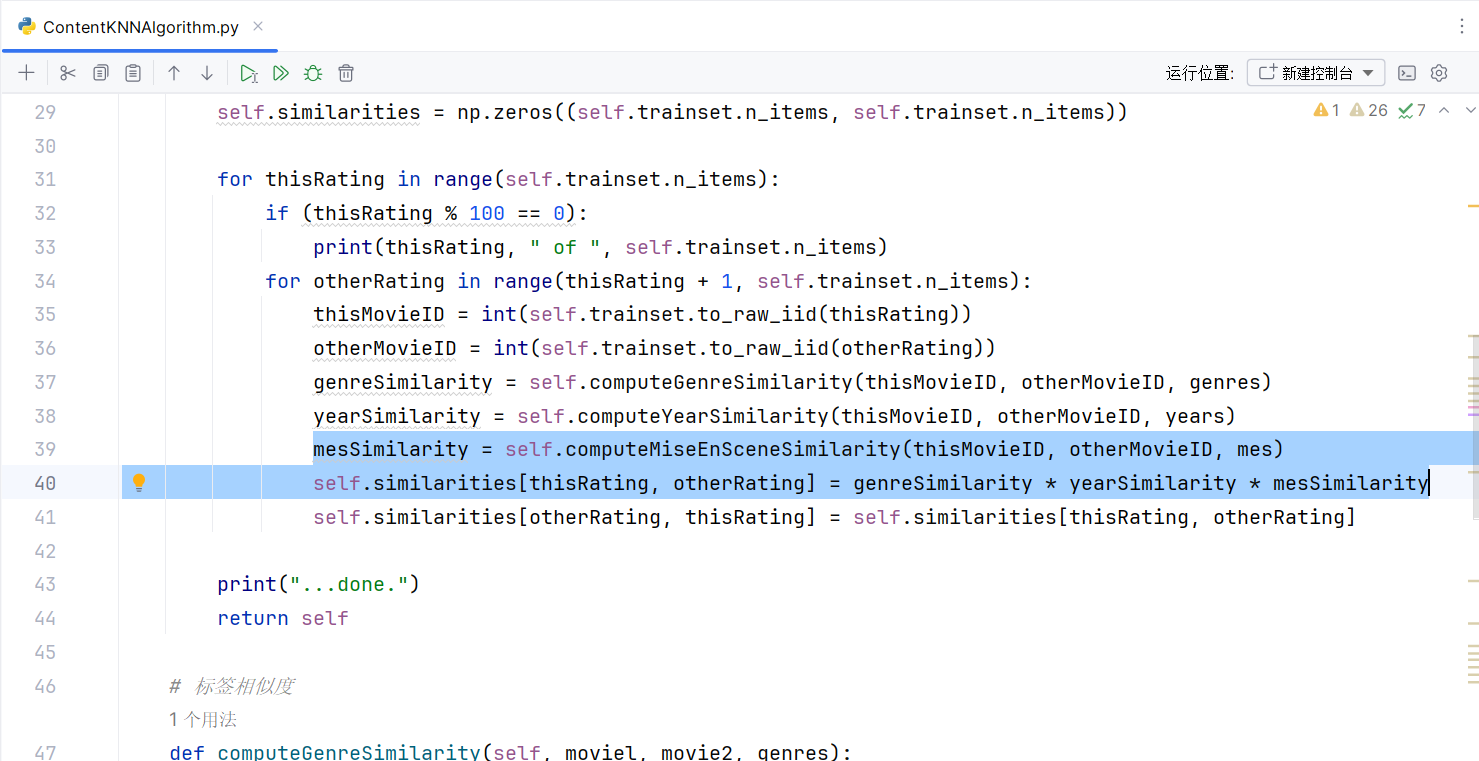 ContentKNNAlgorithm.py
运行位置: 新建控制台
29 self.similarities = np.zeros((self.trainset.n_items, self.trainset.n_items))
1 26 7
30
31 for thisRating in range(self.trainset.n_items):
32 if (thisRating % 100 == 0):
33 print(thisRating, " of ", self.trainset.n_items)
34 for otherRating in range(thisRating + 1, self.trainset.n_items):
35 thisMovieID = int(self.trainset.to_raw_iid(thisRating))
36 otherMovieID = int(self.trainset.to_raw_iid(otherRating))
37 genreSimilarity = self.computeGenreSimilarity(thisMovieID, otherMovieID, genres)
38 yearSimilarity = self.computeYearSimilarity(thisMovieID, otherMovieID, years)
39 mesSimilarity = self.computeMiseEnSceneSimilarity(thisMovieID, otherMovieID, mes)
40 self.similarities[thisRating, otherRating] = genreSimilarity * yearSimilarity * mesSimilarity
41 self.similarities[otherRating, thisRating] = self.similarities[thisRating, otherRating]
42
43 print("...done.")
44 return self
45
46 # 标签相似度
1 个用法
47 def computeGenreSimilarity(self, movie1, movie2, genres):